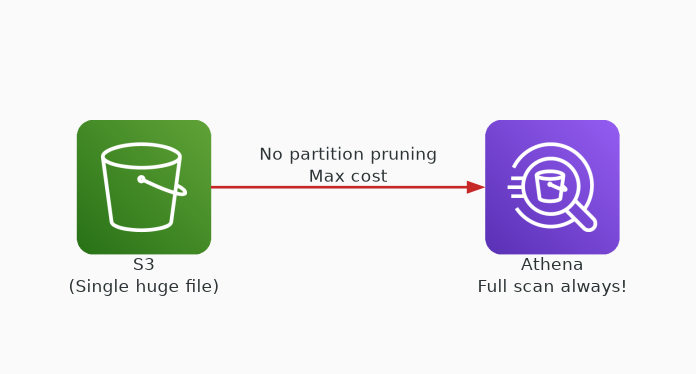 No partition pruning
Max cost
S3
(Single huge file)
Athena
Full scan always!